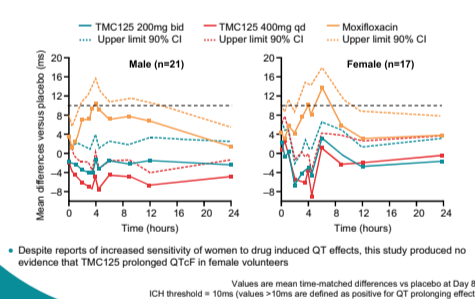 TMC125 200mg bid TMC125 400mg qd Moxifloxacin
Upper limit 90% CI Upper limit 90% CI Upper limit 90% CI
Mean differences versus placebo (ms)
Male (n=21) Female (n=17)
20 20
16 16
12 12
8 8
4 4
0 0
-4 -4
-8 -8
0 4 8 12 16 20 24 0 4 8 12 16 20 24
Time (hours) Time (hours)
• Despite reports of increased sensitivity of women to drug induced QT effects, this study produced no
evidence that TMC125 prolonged QTcF in female volunteers
Values are mean time-matched differences vs placebo at Day 8
ICH threshold = 10ms (values >10ms are defined as positive for QT prolonging effect